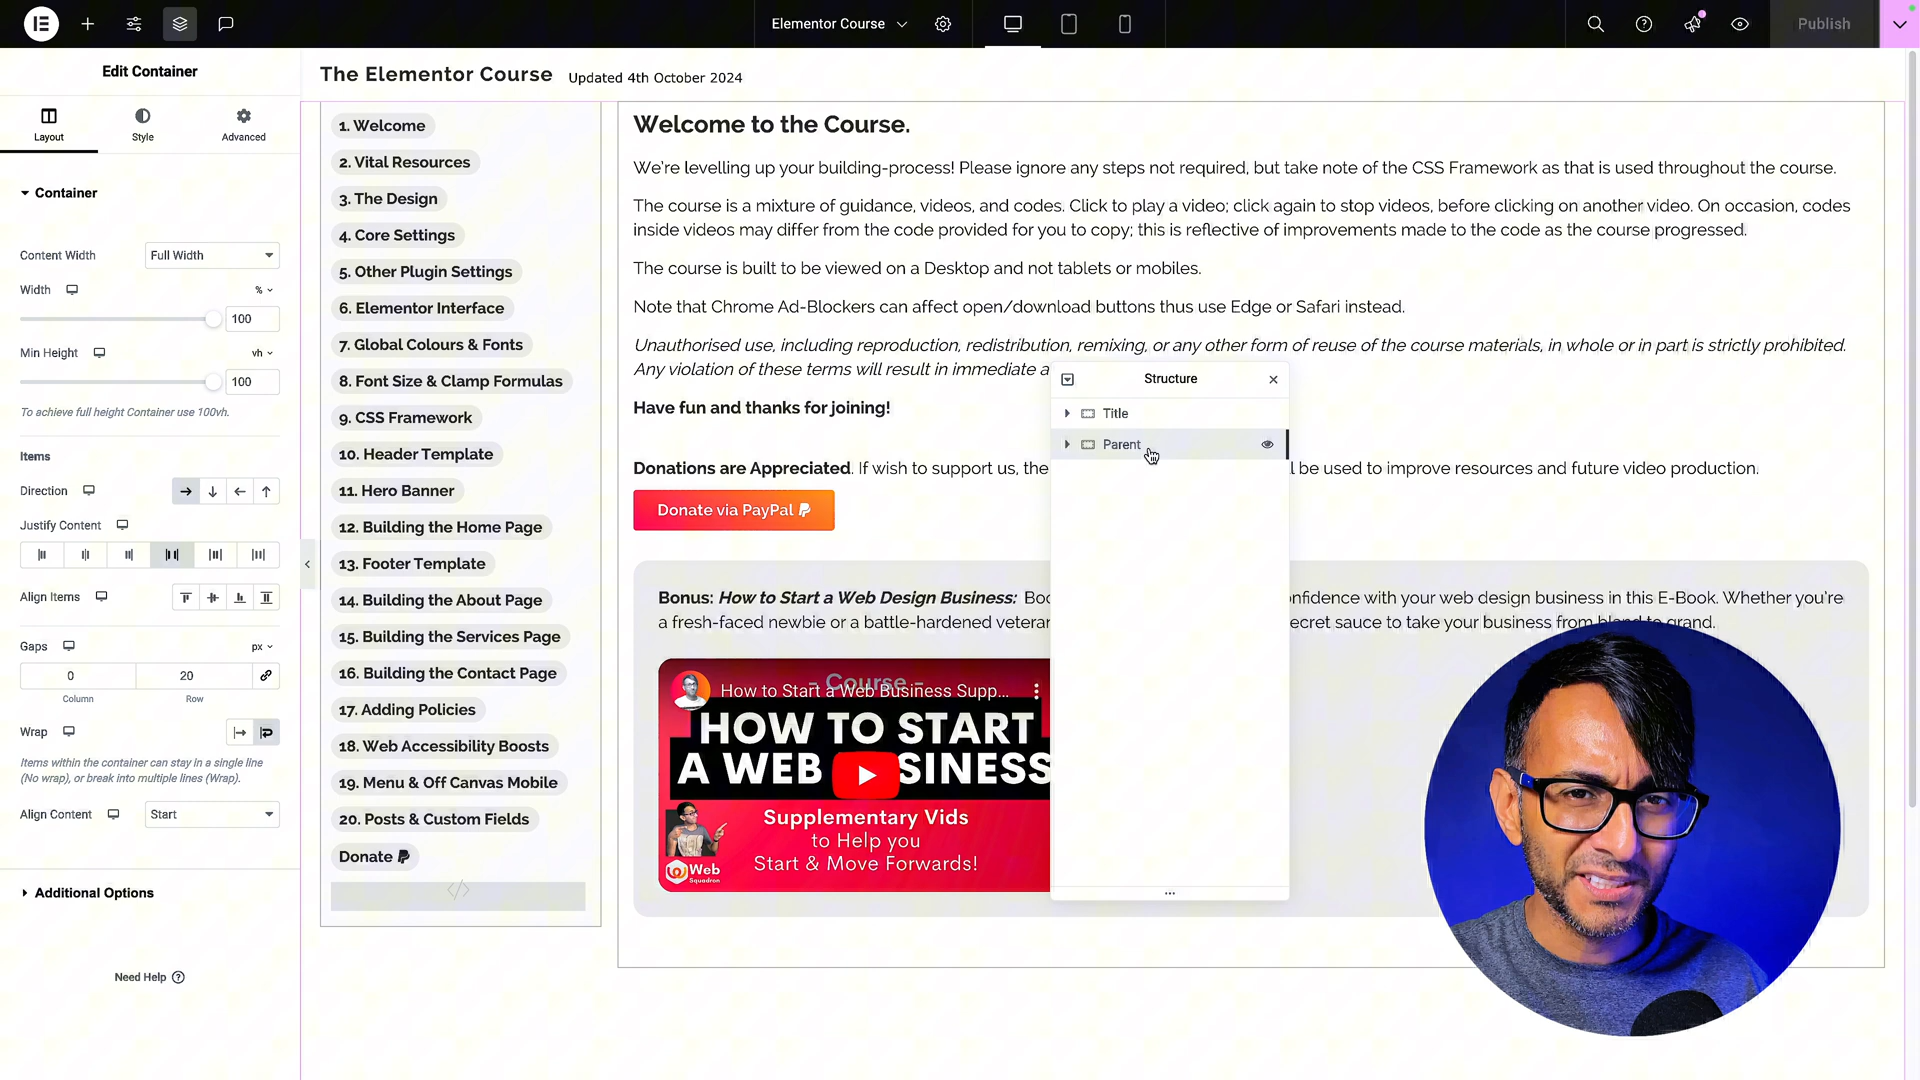 Elementor Course
Publish
Edit Container
Layout
Style
Advanced
Container
Content Width
Full Width
Width
%
100
Min Height
vh
100
To achieve full height Container use 100vh.
Items
Direction
Justify Content
Align Items
Gaps
px
0
20
Column
Row
Wrap
Items within the container can stay in a single line
(No wrap), or break into multiple lines (Wrap).
Align Content
Start
Additional Options
Need Help
The Elementor Course
Updated 4th October 2024
1. Welcome
2. Vital Resources
3. The Design
4. Core Settings
5. Other Plugin Settings
6. Elementor Interface
7. Global Colours & Fonts
8. Font Size & Clamp Formulas
9. CSS Framework
10. Header Template
11. Hero Banner
12. Building the Home Page
13. Footer Template
14. Building the About Page
15. Building the Services Page
16. Building the Contact Page
17. Adding Policies
18. Web Accessibility Boosts
19. Menu & Off Canvas Mobile
20. Posts & Custom Fields
Donate
Welcome to the Course.
We're levelling up your building-process! Please ignore any steps not required, but take note of the CSS Framework as that is used throughout the course.
The course is a mixture of guidance, videos, and codes. Click to play a video; click again to stop videos, before clicking on another video. On occasion, codes
inside videos may differ from the code provided for you to copy; this is reflective of improvements made to the code as the course progressed.
The course is built to be viewed on a Desktop and not tablets or mobiles.
Note that Chrome Ad-Blockers can affect open/download buttons thus use Edge or Safari instead.
Unauthorised use, including reproduction, redistribution, remixing, or any other form of reuse of the course materials, in whole or in part is strictly prohibited.
Any violation of these terms will result in immediate a
Have fun and thanks for joining!
Donations are Appreciated. If wish to support us, the
l be used to improve resources and future video production.
Donate via PayPal
Bonus: How to Start a Web Design Business: Boo
nfidence with your web design business in this E-Book. Whether you're
a fresh-faced newbie or a battle-hardened veterar
ecret sauce to take your business from bland to grand.
- Course -
How to Start a Web Business Supp...
HOW TO START
A WEB BUSINESS
Supplementary Vids
to Help you
Start & Move Forwards!
Web
Squadron
Structure
Title
Parent